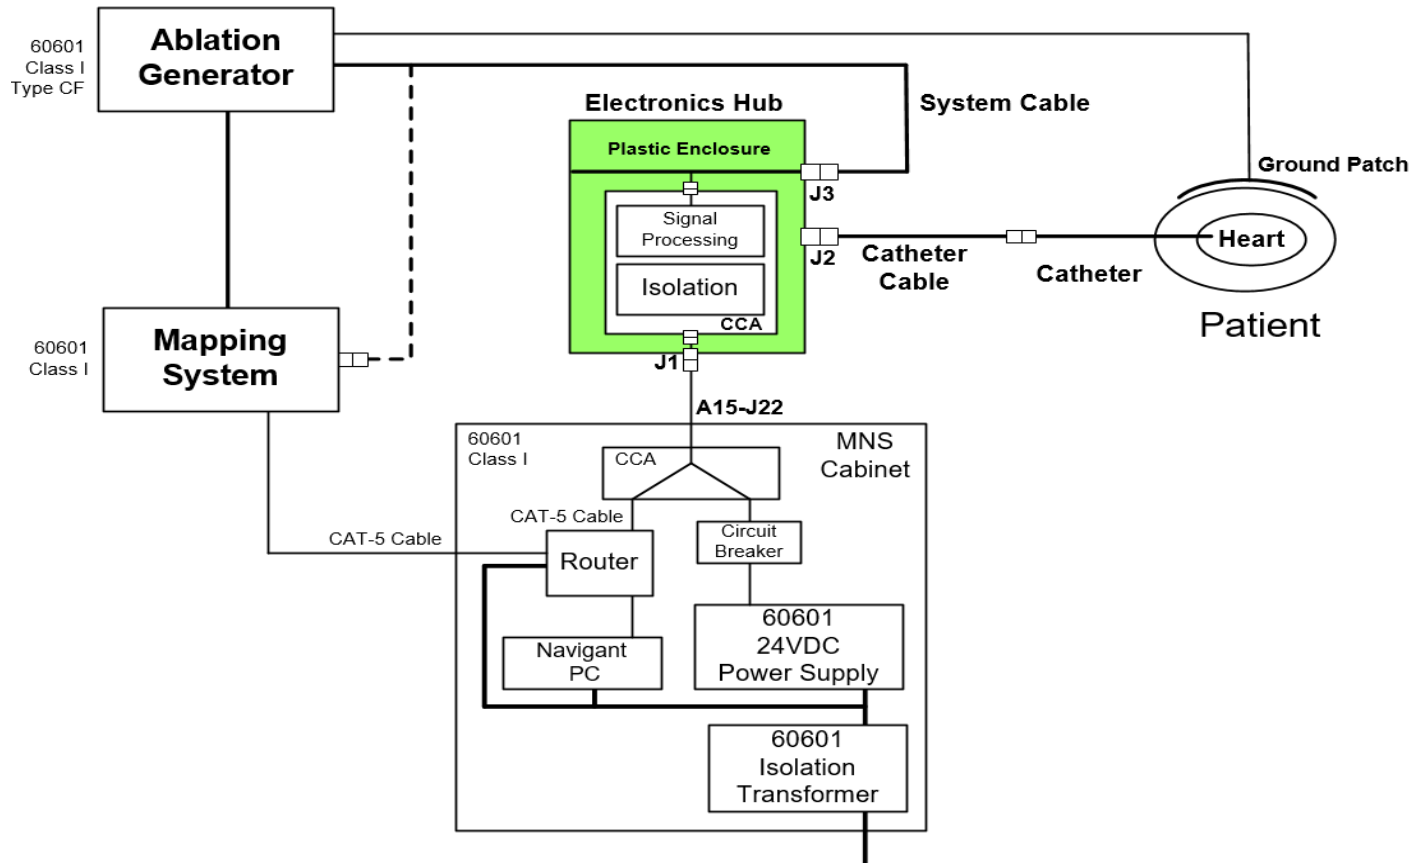 60601
Class I
Type CF
Ablation
Generator
Electronics Hub
System Cable
Plastic Enclosure
J3
Ground Patch
Signal
Processing
J2
Catheter
Cable
Catheter
Heart
Isolation
CCA
Patient
60601
Class I
Mapping
System
J1
A15-J22
60601
Class I
MNS
Cabinet
CCA
CAT-5 Cable
CAT-5 Cable
Circuit
Breaker
Router
60601
24VDC
Power Supply
Navigant
PC
60601
Isolation
Transformer